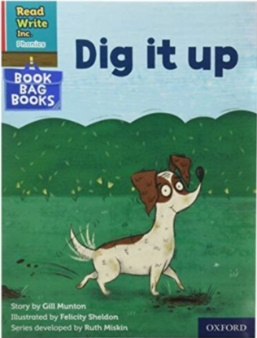 Read
Write
Inc.
Phonics
BOOK
BAG
BOOKS
Dig it up
Story by Gill Munton
Illustrated by Felicity Sheldon
Series developed by Ruth Miskin
OXFORD